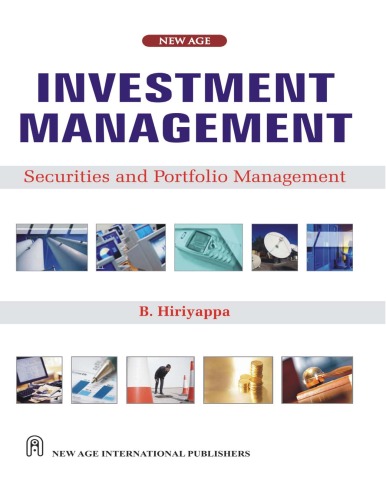 NEW AGE
INVESTMENT
MANAGEMENT
Securities and Portfolio Management
B. Hiriyappa
NEW AGE INTERNATIONAL PUBLISHERS